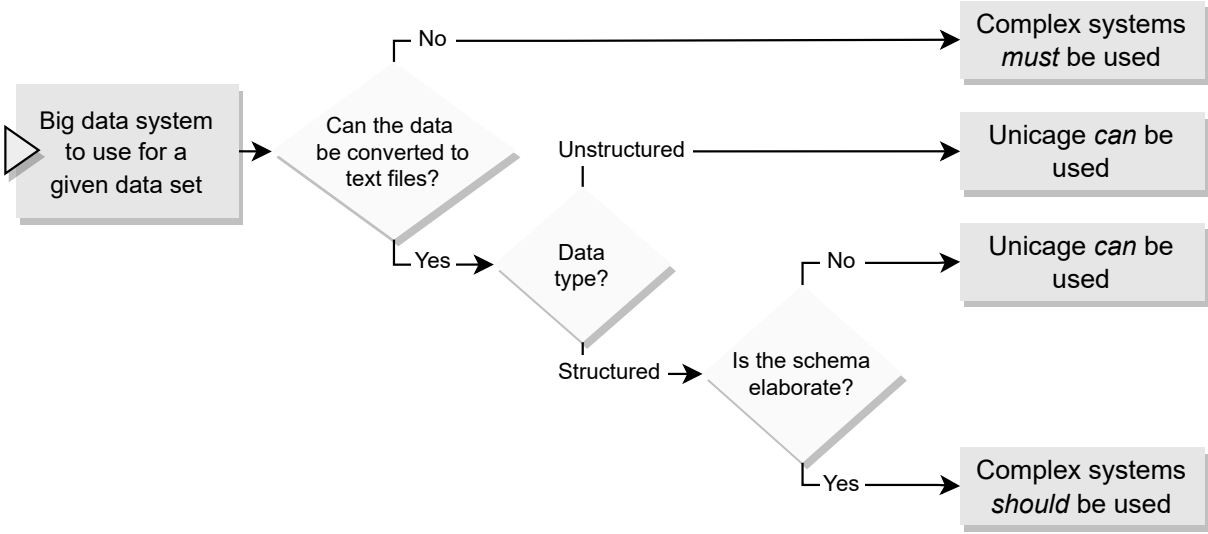 Big data system
to use for a
given data set
Can the data
be converted to
text files?
No
Complex systems
must be used
Yes
Data
type?
Unstructured
Unicage can be
used
Structured
Is the schema
elaborate?
No
Unicage can be
used
Yes
Complex systems
should be used